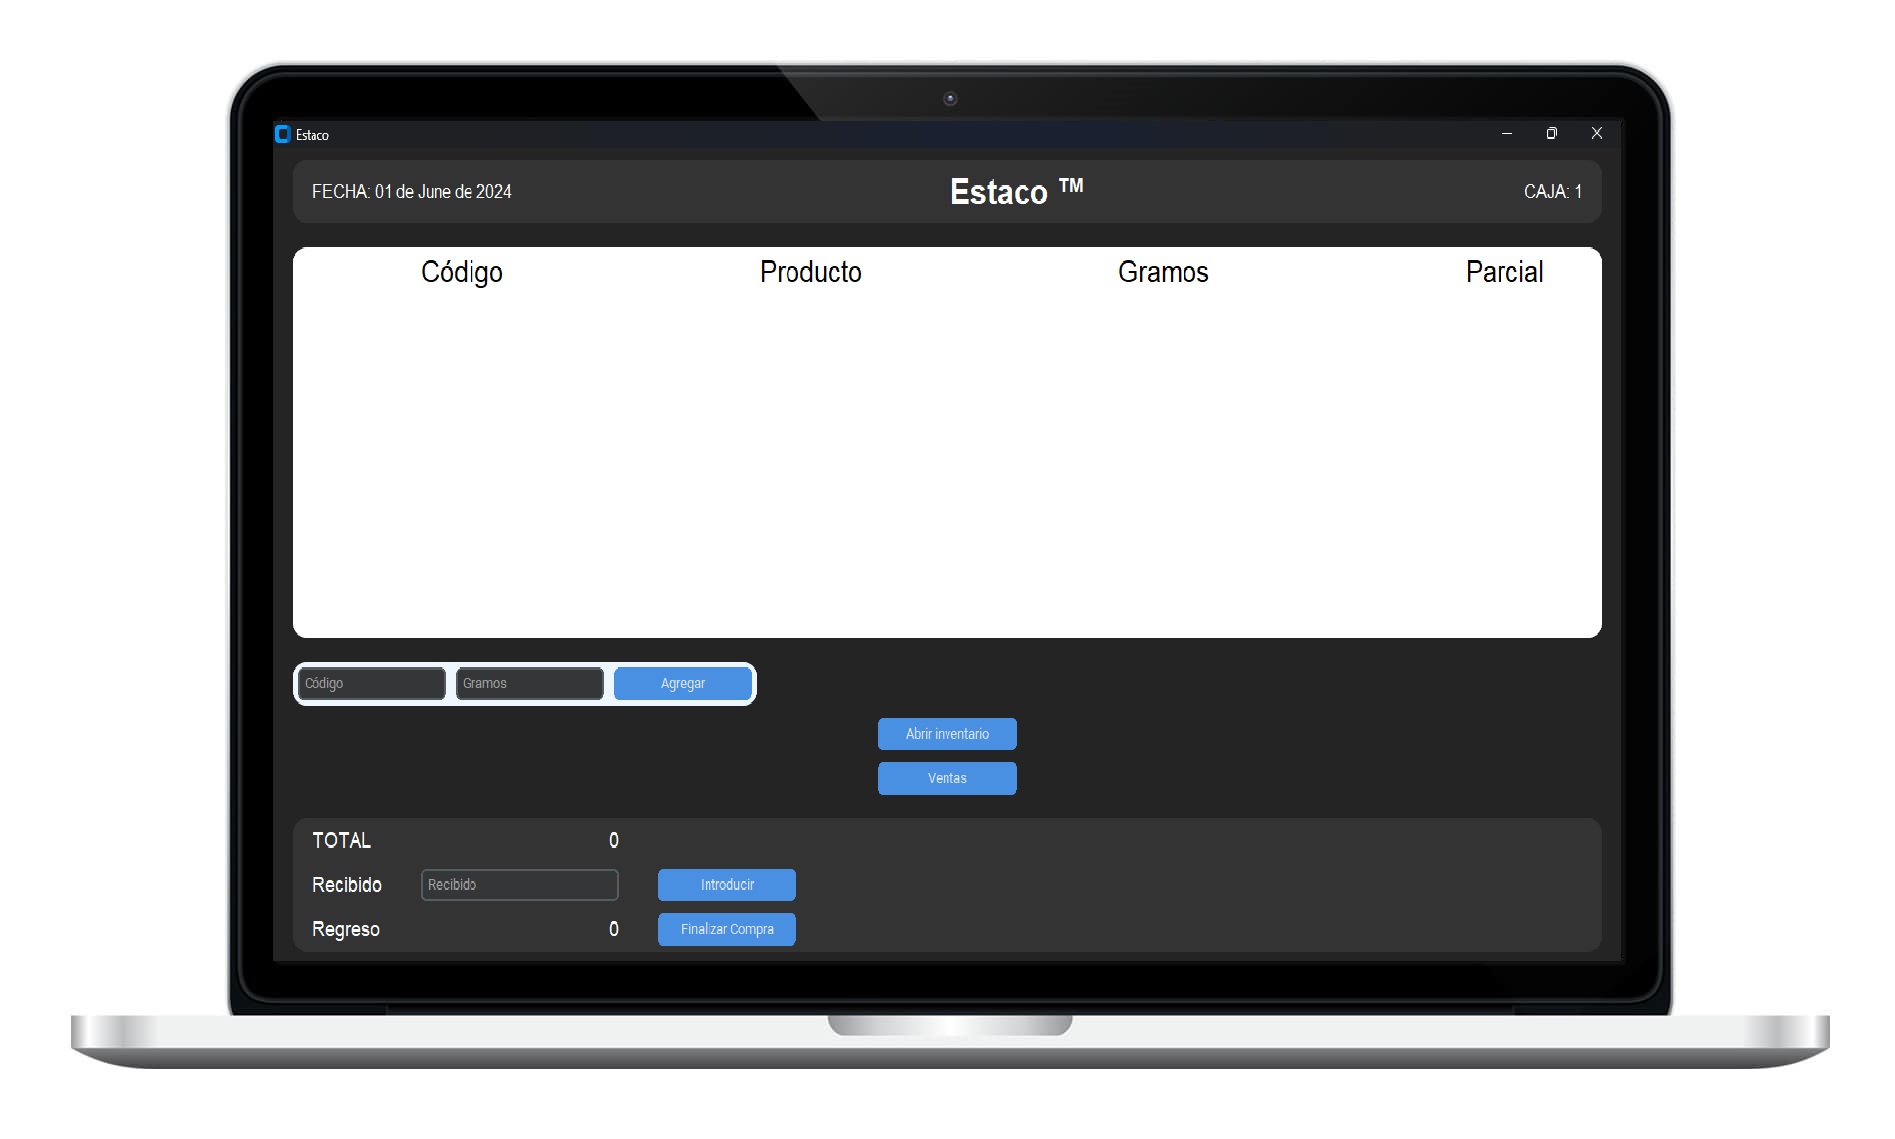 Estaco
FECHA: 01 de June de 2024
Estaco ™
CAJA: 1
Código Producto Gramos Parcial
Código Gramos Agregar
Abrir inventario
Ventas
TOTAL 0
Recibido Recibido Introducir
Regreso 0 Finalizar Compra